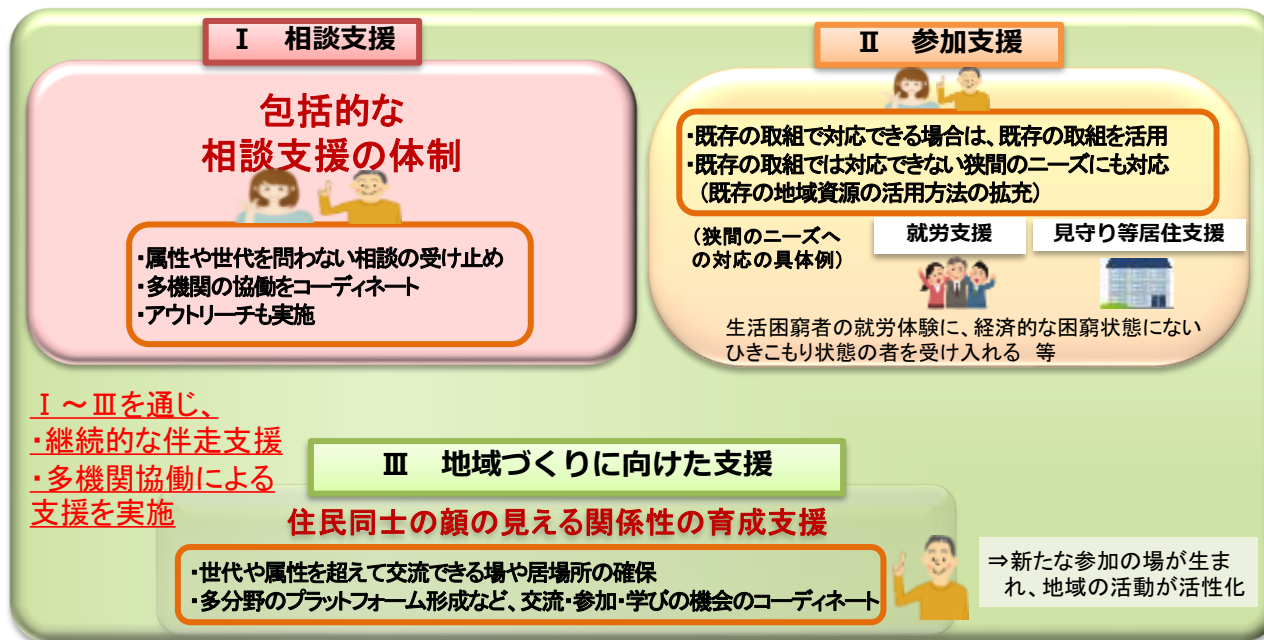 Ⅰ 相談支援
包括的な
相談支援の体制
・属性や世代を問わない相談の受け止め
・多機関の協働をコーディネート
・アウトリーチも実施
Ⅱ 参加支援
・既存の取組で対応できる場合は、既存の取組を活用
・既存の取組では対応できない狭間のニーズにも対応
（既存の地域資源の活用方法の拡充）
（狭間のニーズへ
の対応の具体例）
就労支援
見守り等居住支援
生活困窮者の就労体験に、経済的な困窮状態にない
ひきこもり状態の者を受け入れる 等
Ⅰ～Ⅲを通じ、
・継続的な伴走支援
・多機関協働による
支援を実施
Ⅲ 地域づくりに向けた支援
住民同士の顔の見える関係性の育成支援
・世代や属性を超えて交流できる場や居場所の確保
・多分野のプラットフォーム形成など、交流・参加・学びの機会のコーディネート
⇒新たな参加の場が生ま
れ、地域の活動が活性化